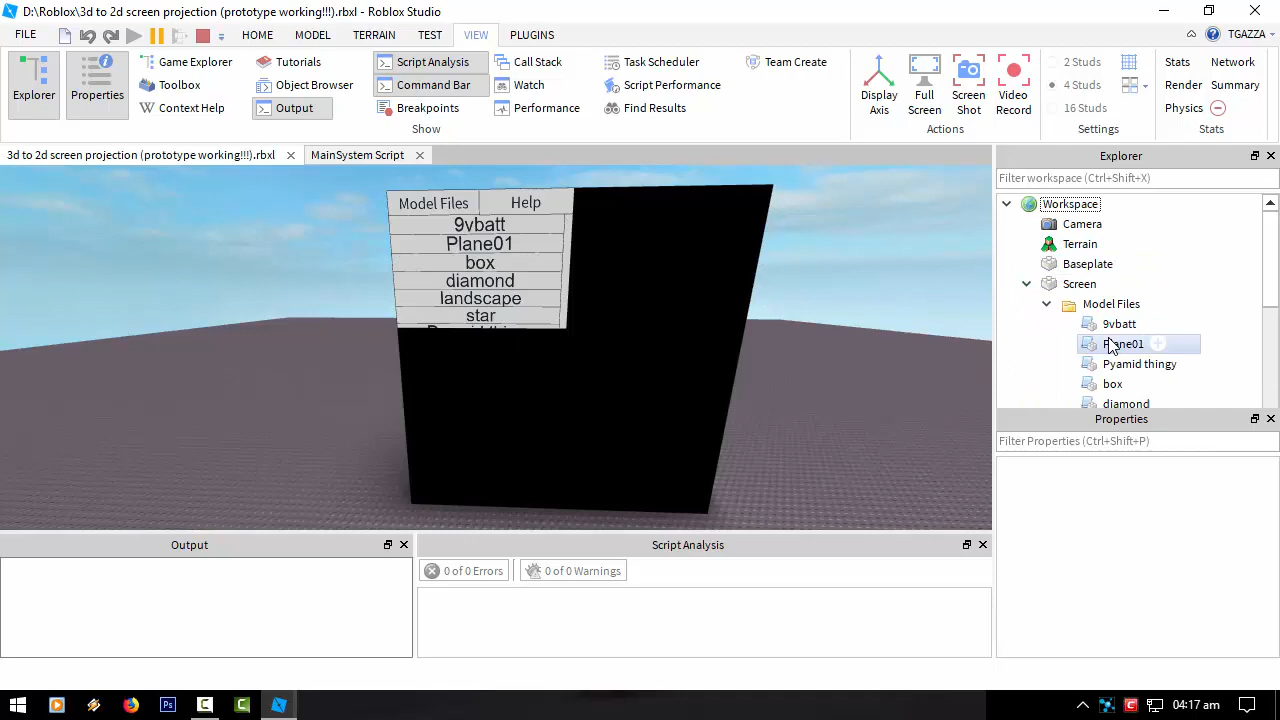 D:\Roblox\3d to 2d screen projection (prototype working!!!).rbxl - Roblox Studio
FILE HOME MODEL TERRAIN TEST VIEW PLUGINS TGAZZA
Explorer
Properties
Game Explorer
Toolbox
Context Help
Tutorials
Object Browser
Output
Script Analysis
Command Bar
Breakpoints
Call Stack
Watch
Performance
Task Scheduler
Script Performance
Find Results
Team Create
Show
Display
Axis
Full
Screen
Screen
Shot
Video
Record
Actions
2 Studs
4 Studs
16 Studs
Settings
Stats
Render
Physics
Network
Summary
Stats
3d to 2d screen projection (prototype working!!!).rbxl
MainSystem Script
Model Files
Help
9vbatt
Plane01
box
diamond
landscape
star
Explorer
Filter workspace (Ctrl+Shift+X)
Workspace
Camera
Terrain
Baseplate
Screen
Model Files
9vbatt
Plane01
Pyamid thingy
box
diamond
Properties
Filter Properties (Ctrl+Shift+P)
Output
Script Analysis
0 of 0 Errors
0 of 0 Warnings
Ps
04:17 am